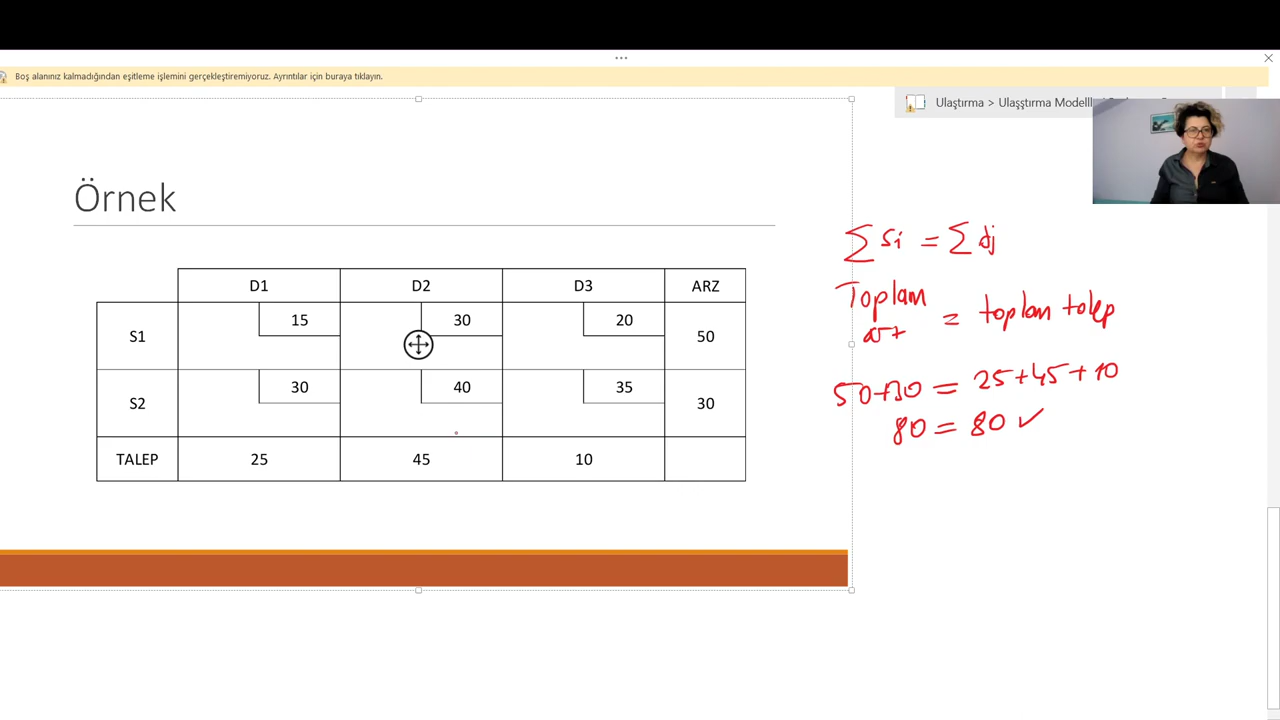 Boş alanınız kalmadığından eşitleme işlemini gerçekleştiremiyoruz. Ayrıntılar için buraya tıklayın.
Ulaştırma > Ulaşştırma Modelli
Örnek
D1 D2 D3 ARZ
S1 15 30 20 50
S2 30 40 35 30
TALEP 25 45 10
∑ si = ∑ dj
Toplam arz = toplam talep
50+30 = 25+45+10
80 = 80 ✓